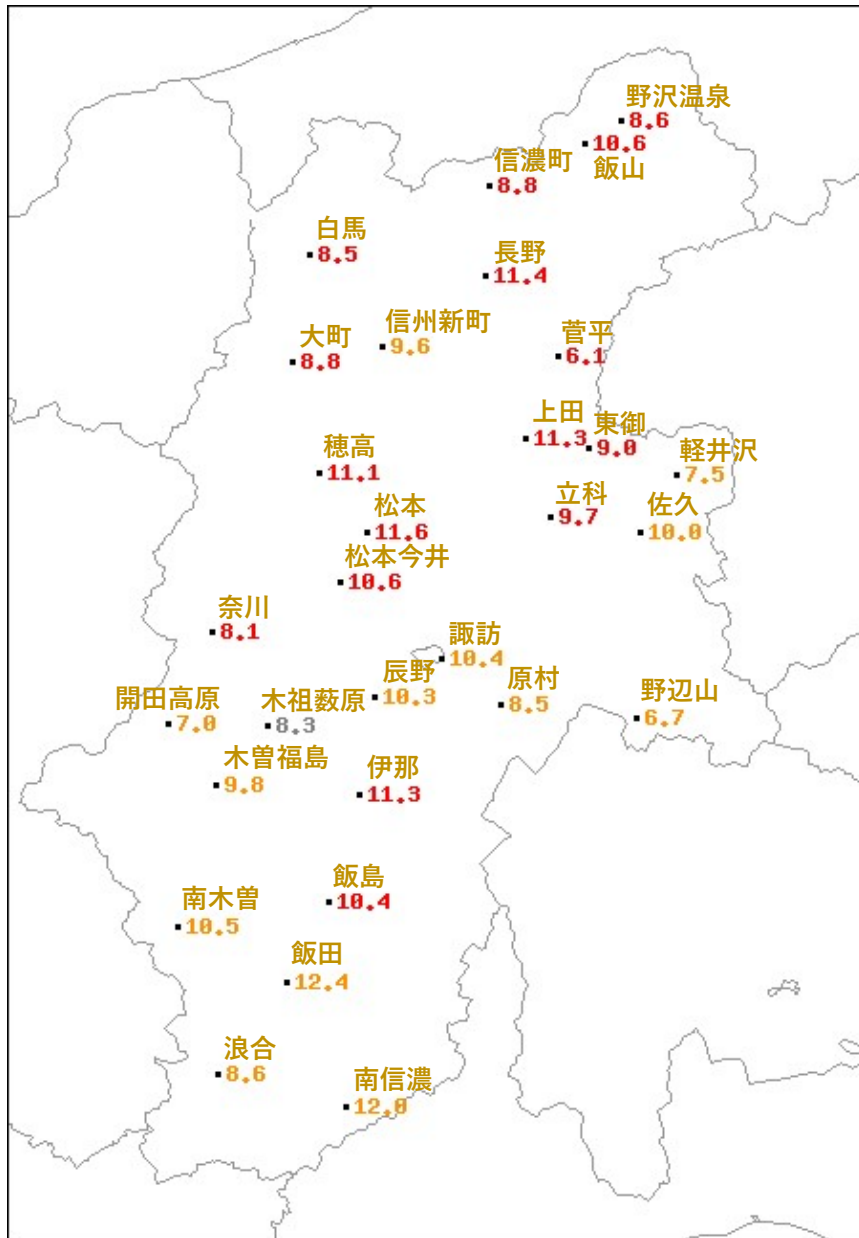 野沢温泉
8.6
10.6
飯山
信濃町
8.8
白馬
8.5
長野
11.4
信州新町
9.6
大町
8.8
菅平
6.1
上田
11.3
東御
9.0
穂高
11.1
軽井沢
7.5
松本
11.6
立科
9.7
佐久
10.0
松本今井
10.6
奈川
8.1
諏訪
10.4
辰野
10.3
原村
8.5
野辺山
6.7
開田高原
7.0
木祖薮原
8.3
木曽福島
9.8
伊那
11.3
飯島
10.4
南木曽
10.5
飯田
12.4
浪合
8.6
南信濃
12.0